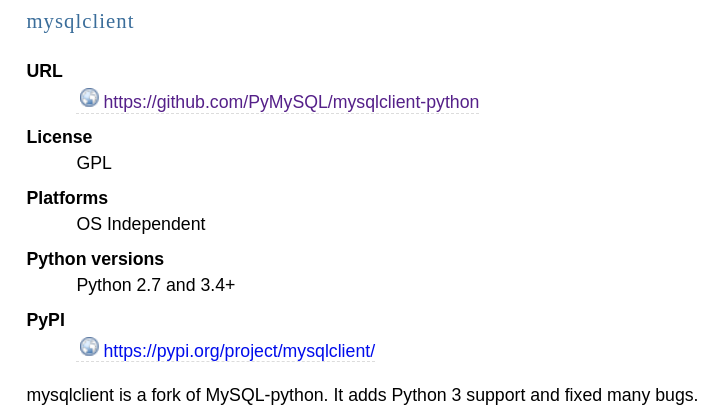 mysqlclient
URL
https://github.com/PyMySQL/mysqlclient-python
License
GPL
Platforms
OS Independent
Python versions
Python 2.7 and 3.4+
PyPI
https://pypi.org/project/mysqlclient/
mysqlclient is a fork of MySQL-python. It adds Python 3 support and fixed many bugs.